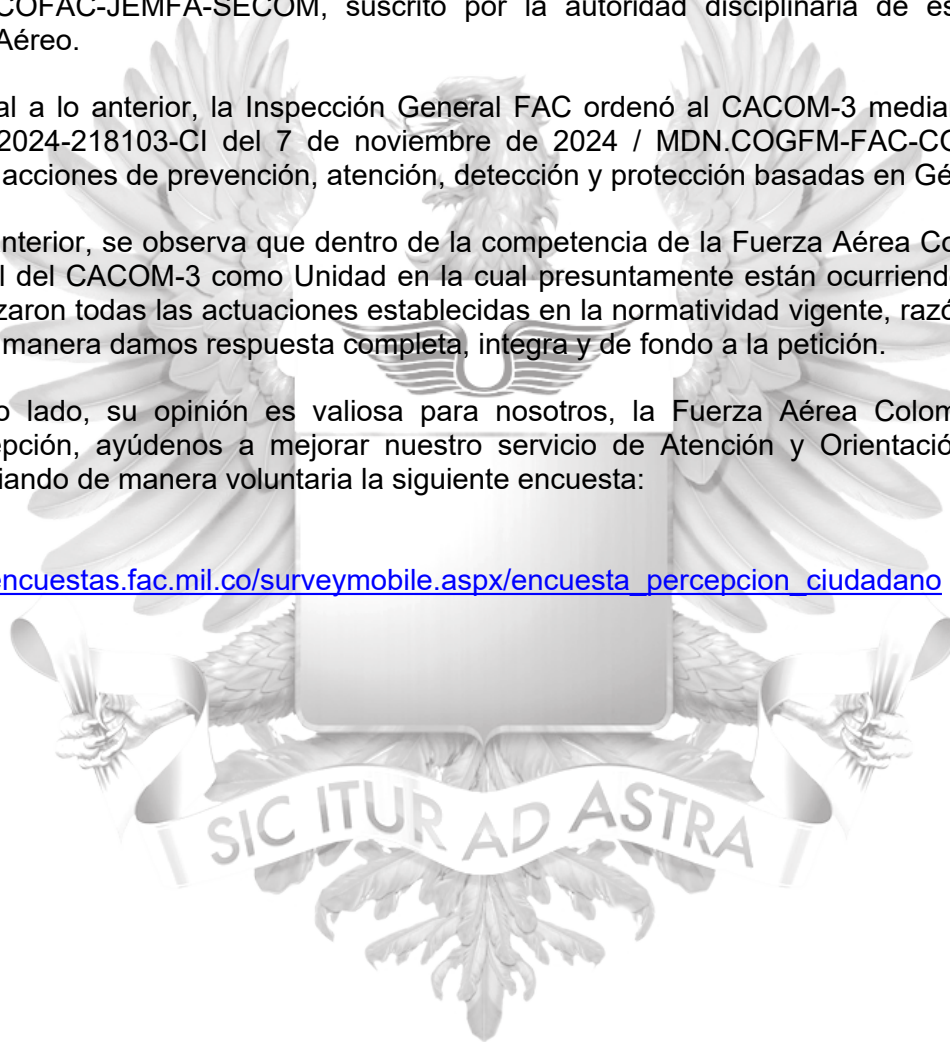 COFAC-JEMFA-SECOM, suscrito por la autoridad disciplinaria de es
Aéreo.
al a lo anterior, la Inspección General FAC ordenó al CACOM-3 media
2024-218103-CI del 7 de noviembre de 2024 / MDN.COGFM-FAC-CO
acciones de prevención, atención, detección y protección basadas en Gé
nterior, se observa que dentro de la competencia de la Fuerza Aérea Co
l del CACOM-3 como Unidad en la cual presuntamente están ocurriend
zaron todas las actuaciones establecidas en la normatividad vigente, razó
manera damos respuesta completa, integra y de fondo a la petición.
o lado, su opinión es valiosa para nosotros, la Fuerza Aérea Colom
epción, ayúdenos a mejorar nuestro servicio de Atención y Orientació
iando de manera voluntaria la siguiente encuesta:
encuestas.fac.mil.co/surveymobile.aspx/encuesta_percepcion_ciudadano
SIC ITUR AD ASTRA